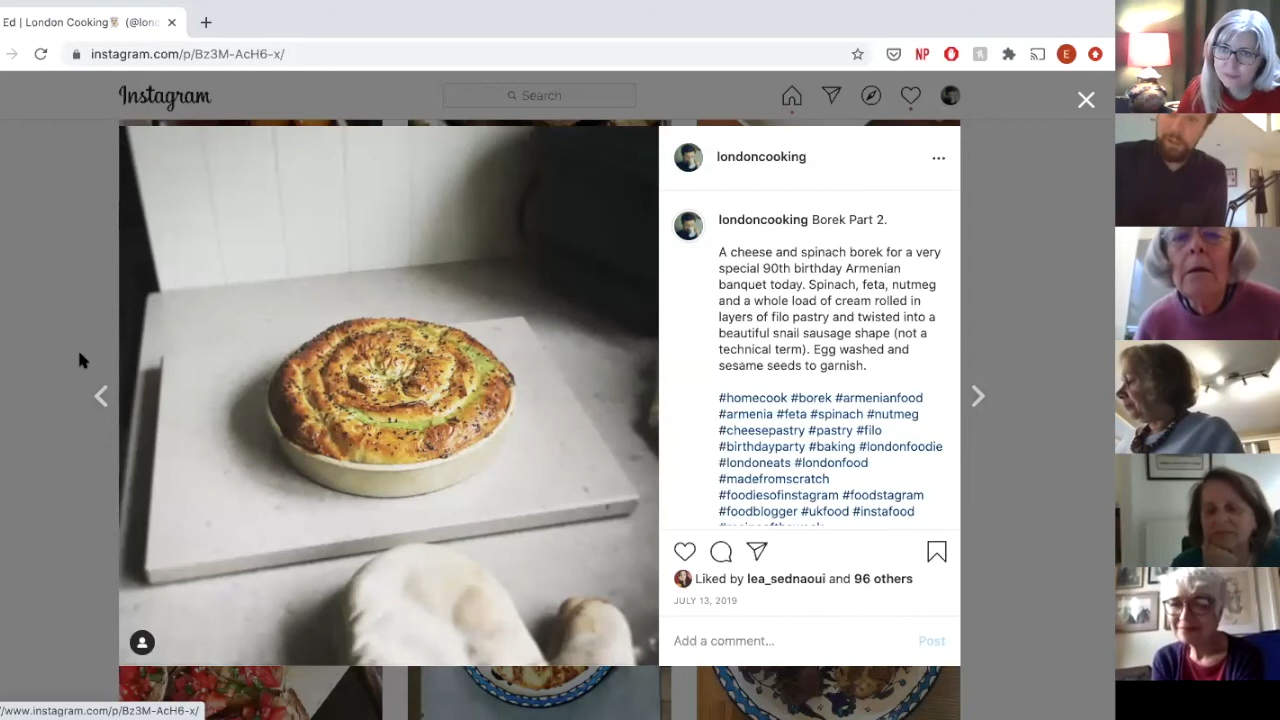 Ed | London Cooking
(@lond
instagram.com/p/Bz3M-AcH6-x/
NP
E
Instagram
Search
londoncooking
londoncooking Borek Part 2.
A cheese and spinach borek for a very
special 90th birthday Armenian
banquet today. Spinach, feta, nutmeg
and a whole load of cream rolled in
layers of filo pastry and twisted into a
beautiful snail sausage shape (not a
technical term). Egg washed and
sesame seeds to garnish.
#homecook #borek #armenianfood
#armenia #feta #spinach #nutmeg
#cheesepastry #pastry #filo
#birthdayparty #baking #londonfoodie
#londoneats #londonfood
#madefromscratch
#foodiesofinstagram #foodstagram
#foodblogger #ukfood #instafood
Liked by lea_sednaoui and 96 others
JULY 13, 2019
Add a comment...
Post
/www.instagram.com/p/Bz3M-AcH6-x/